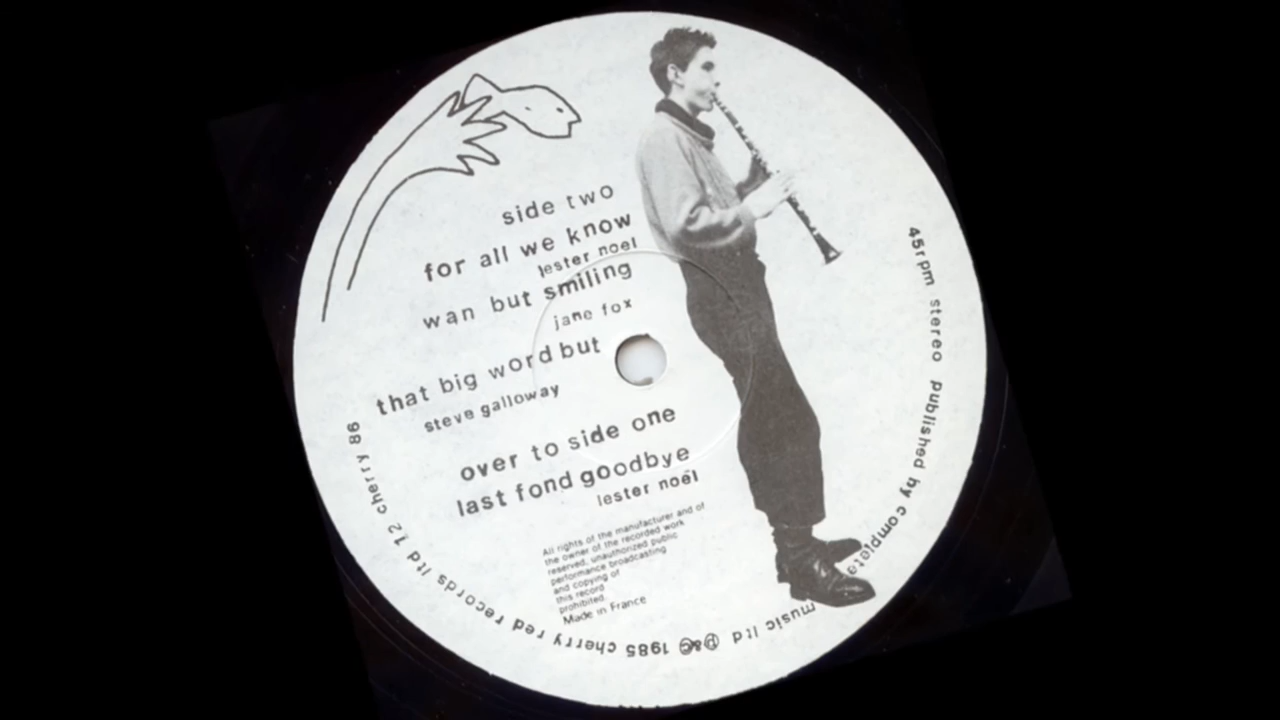 side two
for all we know
lester noel
wan but smiling
jane fox
that big word but
steve galloway
over to side one
last fond goodbye
lester noel
All rights of the manufacturer and of
the owner of the recorded work
reserved, unauthorized public
performance broadcasting
and copying of
this record
prohibited.
Made in France
45rpm stereo published by complete music ltd ℗&© 1985 cherry red records ltd 12 cherry 86